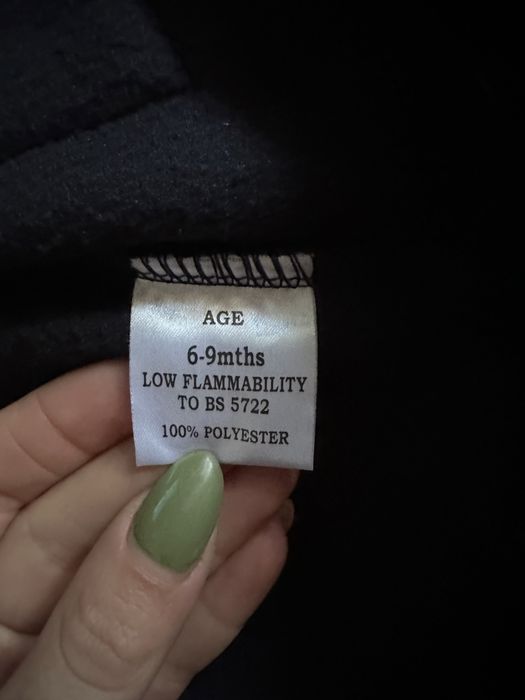 AGE
6-9mths
LOW FLAMMABILITY
TO BS 5722
100% POLYESTER